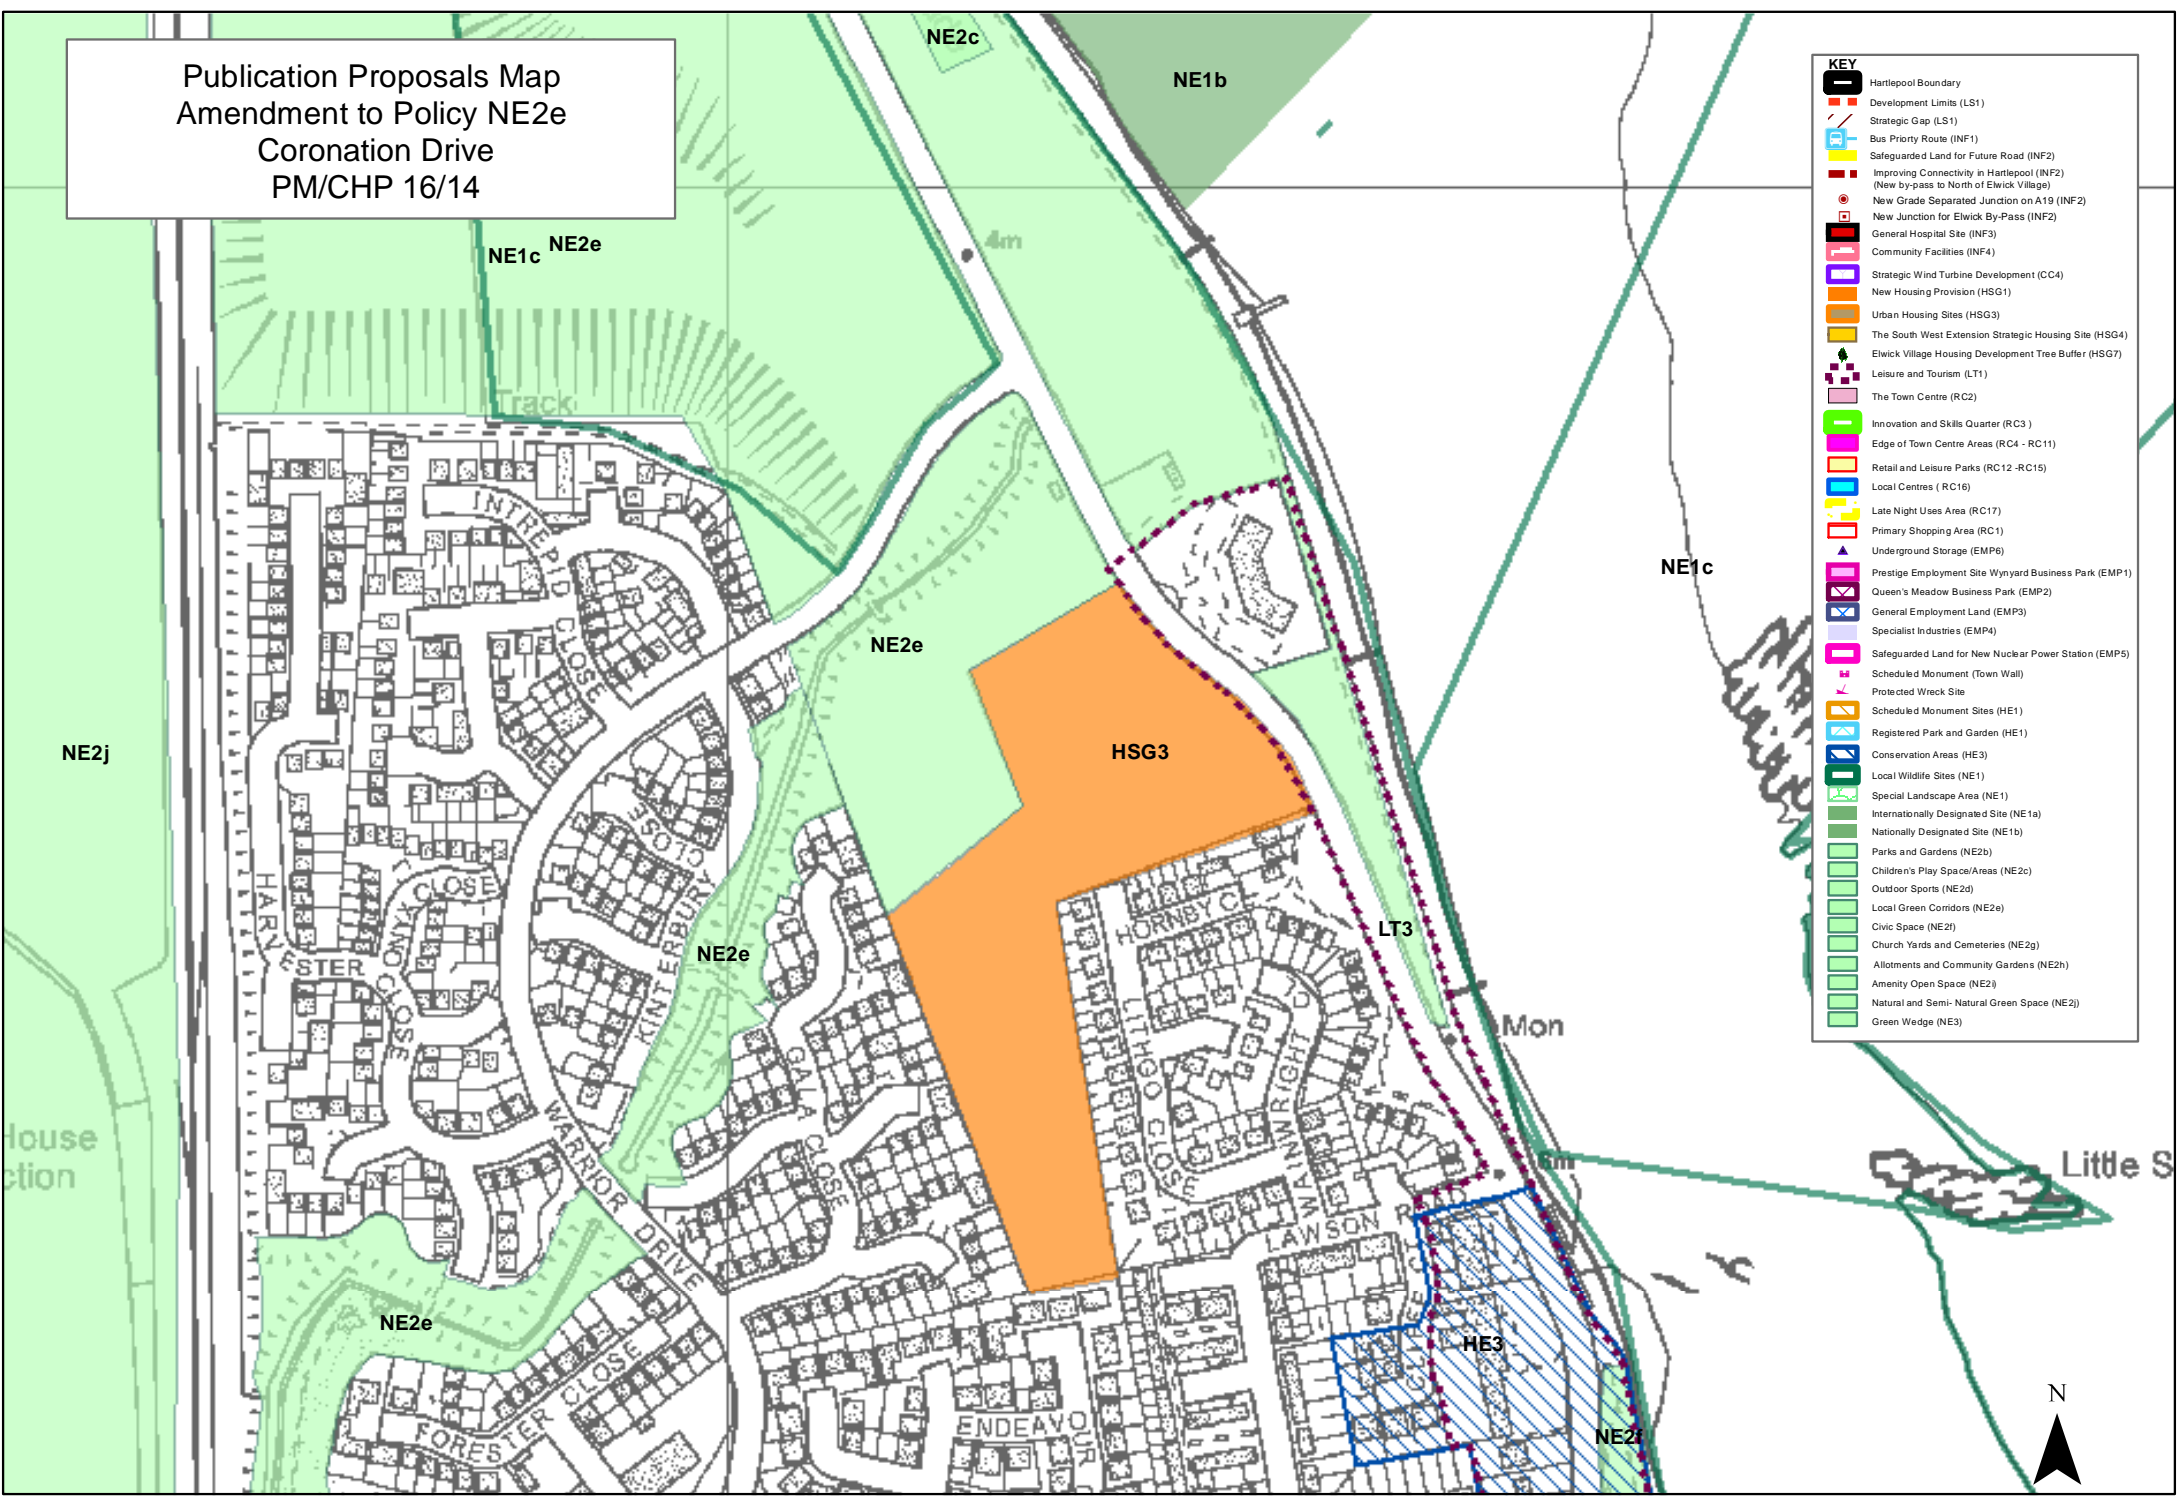 Publication Proposals Map
Amendment to Policy NE2e
Coronation Drive
PM/CHP 16/14
NE2c
NE1b
NE1c
NE2e
4m
Track
INTREPID
CLOSE
NE2e
NE2j
HSG3
NE1c
KINTERBURY
CLOSE
HARVESTER
CLOSE
CLOSE
NE2e
HORNBY C
LITHGO CLOSE
LT3
Mon
GALA CLOSE
WAINWRIGHT
WARRIOR DRIVE
House
ction
8m
Little S
AWSON
NE2e
HE3
FORESTER CLOSE
ENDEAVOUR
NE2f
N
KEY
Hartlepool Boundary
Development Limits (LS1)
Strategic Gap (LS1)
Bus Priorty Route (INF1)
Safeguarded Land for Future Road (INF2)
Improving Connectivity in Hartlepool (INF2)
(New by-pass to North of Elwick Village)
New Grade Separated Junction on A19 (INF2)
New Junction for Elwick By-Pass (INF2)
General Hospital Site (INF3)
Community Facilities (INF4)
Strategic Wind Turbine Development (CC4)
New Housing Provision (HSG1)
Urban Housing Sites (HSG3)
The South West Extension Strategic Housing Site (HSG4)
Elwick Village Housing Development Tree Buffer (HSG7)
Leisure and Tourism (LT1)
The Town Centre (RC2)
Innovation and Skills Quarter (RC3 )
Edge of Town Centre Areas (RC4 - RC11)
Retail and Leisure Parks (RC12 -RC15)
Local Centres ( RC16)
Late Night Uses Area (RC17)
Primary Shopping Area (RC1)
Underground Storage (EMP6)
Prestige Employment Site Wynyard Business Park (EMP1)
Queen's Meadow Business Park (EMP2)
General Employment Land (EMP3)
Specialist Industries (EMP4)
Safeguarded Land for New Nuclear Power Station (EMP5)
Scheduled Monument (Town Wall)
Protected Wreck Site
Scheduled Monument Sites (HE1)
Registered Park and Garden (HE1)
Conservation Areas (HE3)
Local Wildlife Sites (NE1)
Special Landscape Area (NE1)
Internationally Designated Site (NE1a)
Nationally Designated Site (NE1b)
Parks and Gardens (NE2b)
Children's Play Space/Areas (NE2c)
Outdoor Sports (NE2d)
Local Green Corridors (NE2e)
Civic Space (NE2f)
Church Yards and Cemeteries (NE2g)
Allotments and Community Gardens (NE2h)
Amenity Open Space (NE2i)
Natural and Semi- Natural Green Space (NE2j)
Green Wedge (NE3)